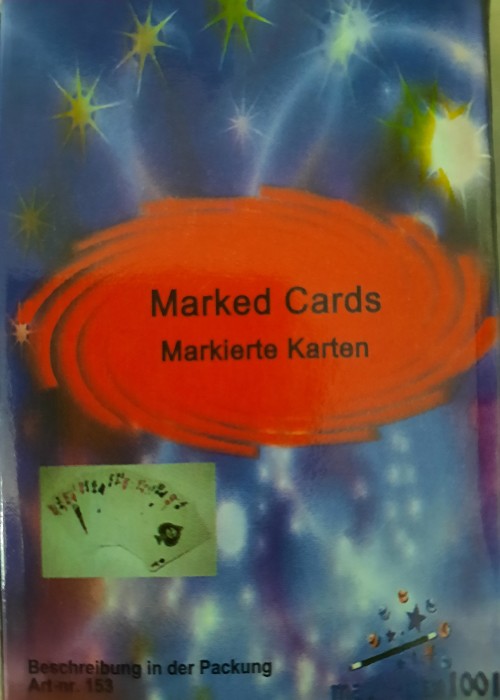 Marked Cards
Markierte Karten
Beschreibung in der Packung
Art-nr. 153